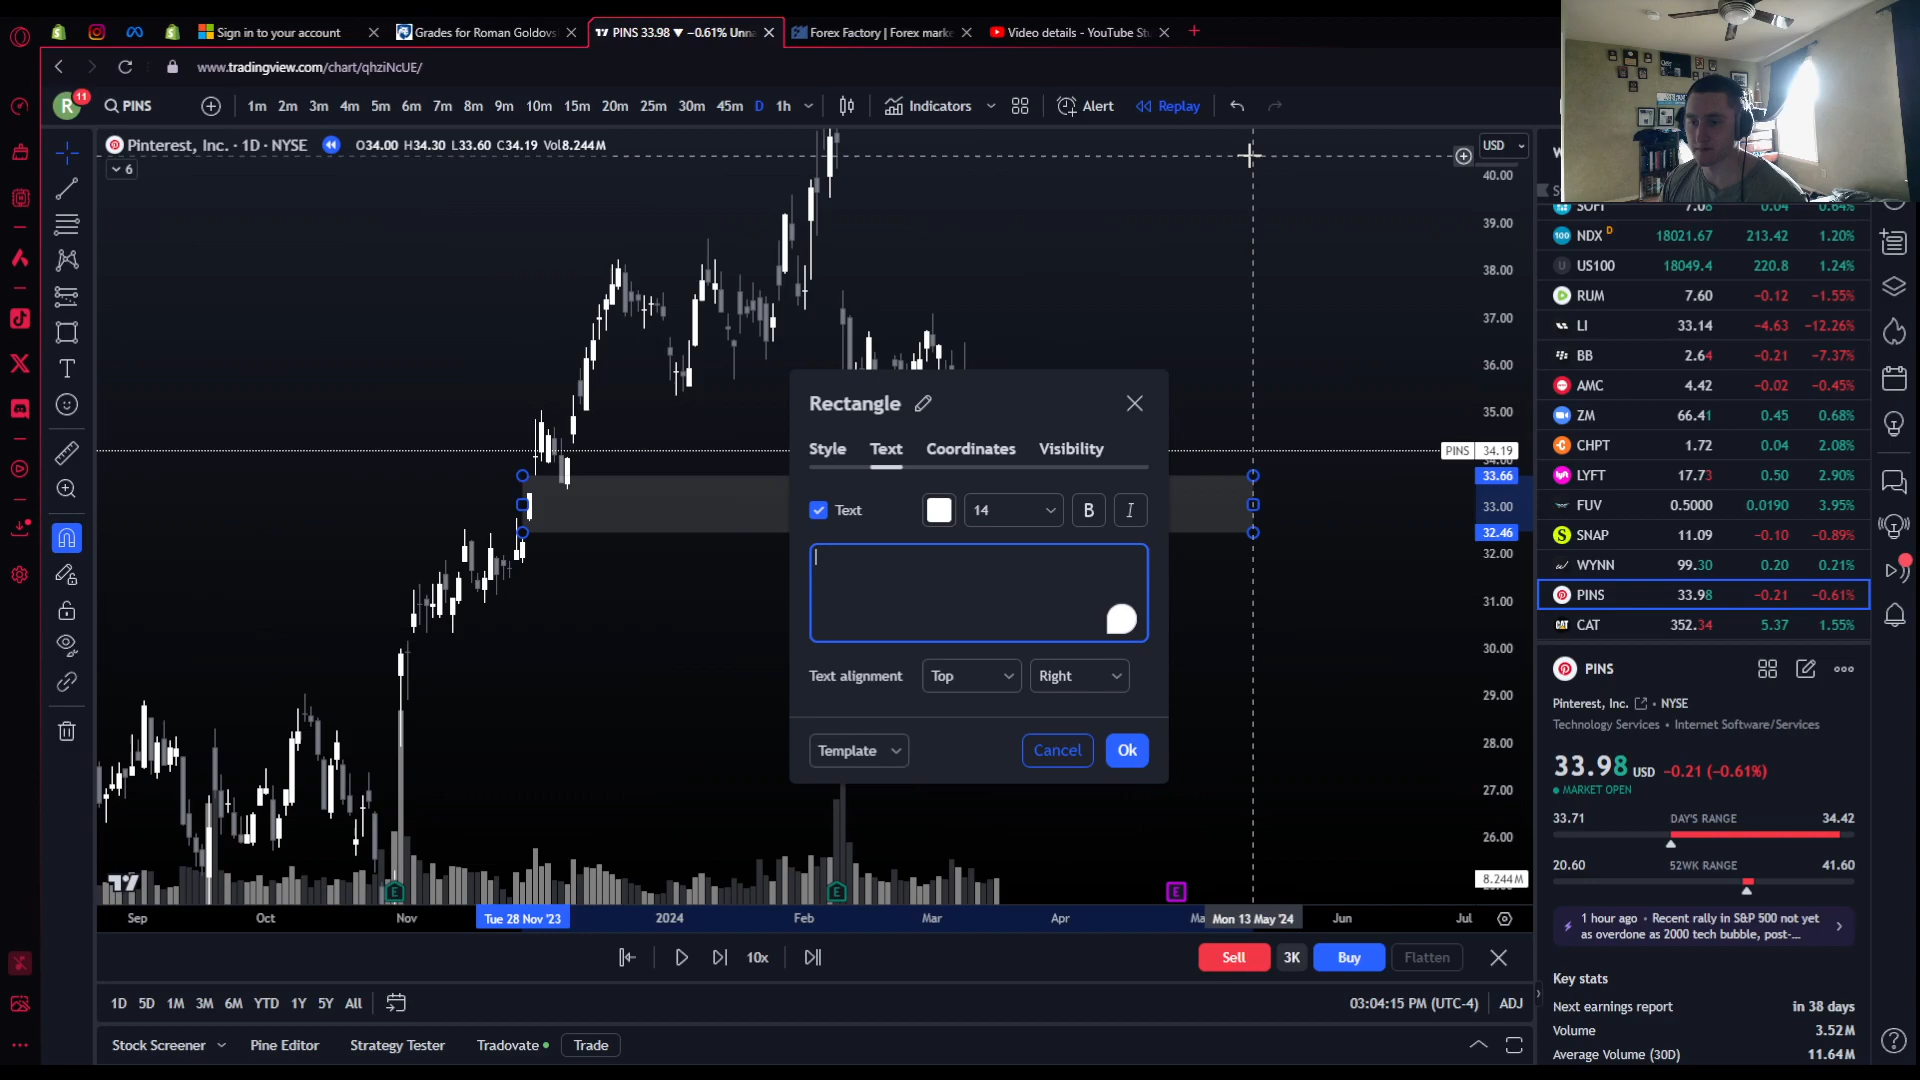 Sign in to your account
Grades for Roman Goldovs
PINS 33.98 ▼ −0.61% Unna
Forex Factory | Forex marke
Video details - YouTube Stu
www.tradingview.com/chart/qhziNcUE/
R
11
PINS
1m 2m 3m 4m 5m 6m 7m 8m 9m 10m 15m 20m 25m 30m 45m D 1h
Indicators
Alert
Replay
Pinterest, Inc. · 1D · NYSE
O34.00 H34.30 L33.60 C34.19 Vol8.244M
6
USD
40.00
39.00
38.00
37.00
36.00
35.00
PINS 34.19
34.00
33.66
33.00
32.46
32.00
31.00
30.00
29.00
28.00
27.00
26.00
8.244M
Rectangle
Style Text Coordinates Visibility
Text
14
B
I
Text alignment
Top
Right
Template
Cancel
Ok
E
E
E
Sep
Oct
Nov
Tue 28 Nov '23
2024
Feb
Mar
Apr
Ma
Mon 13 May '24
Jun
Jul
10x
Sell
3K
Buy
Flatten
1D 5D 1M 3M 6M YTD 1Y 5Y All
03:04:15 PM (UTC-4)
ADJ
Stock Screener
Pine Editor
Strategy Tester
Tradovate
Trade
SOFI 7.08 0.04 0.64%
NDX D 18021.67 213.42 1.20%
US100 18049.4 220.8 1.24%
RUM 7.60 −0.12 −1.55%
LI 33.14 −4.63 −12.26%
BB 2.64 −0.21 −7.37%
AMC 4.42 −0.02 −0.45%
ZM 66.41 0.45 0.68%
CHPT 1.72 0.04 2.08%
LYFT 17.73 0.50 2.90%
FUV 0.5000 0.0190 3.95%
SNAP 11.09 −0.10 −0.89%
WYNN 99.30 0.20 0.21%
PINS 33.98 −0.21 −0.61%
CAT 352.34 5.37 1.55%
PINS
Pinterest, Inc. • NYSE
Technology Services • Internet Software/Services
33.98 USD −0.21 (−0.61%)
MARKET OPEN
33.71 DAY'S RANGE 34.42
20.60 52WK RANGE 41.60
1 hour ago • Recent rally in S&P 500 not yet
as overdone as 2000 tech bubble, post-...
Key stats
Next earnings report in 38 days
Volume 3.52M
Average Volume (30D) 11.64M